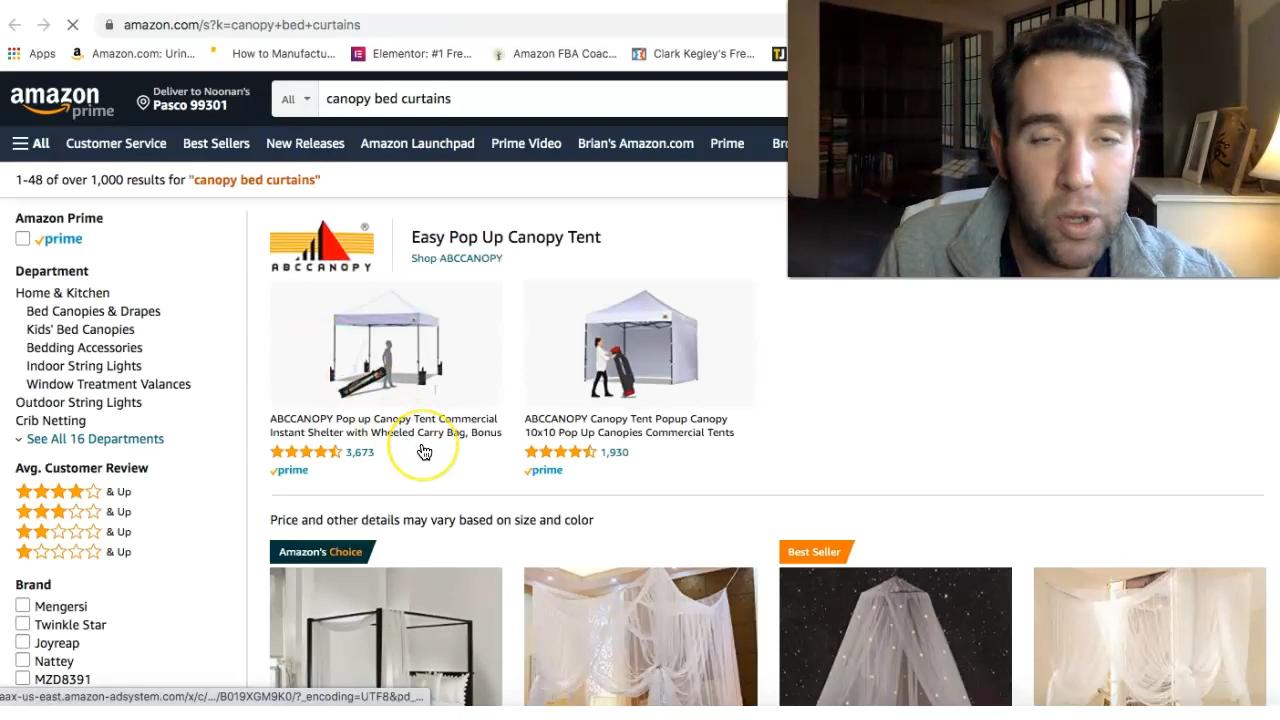 amazon.com/s?k=canopy+bed+curtains
Apps
Amazon.com: Urin...
How to Manufactu...
Elementor: #1 Fre...
Amazon FBA Coac...
Clark Kegley's Fre...
TJ
amazon
prime
Deliver to Noonan's
Pasco 99301
All
canopy bed curtains
All
Customer Service
Best Sellers
New Releases
Amazon Launchpad
Prime Video
Brian's Amazon.com
Prime
1-48 of over 1,000 results for "canopy bed curtains"
Amazon Prime
prime
Department
Home & Kitchen
Bed Canopies & Drapes
Kids' Bed Canopies
Bedding Accessories
Indoor String Lights
Window Treatment Valances
Outdoor String Lights
Crib Netting
See All 16 Departments
Avg. Customer Review
& Up
& Up
& Up
& Up
Brand
Mengersi
Twinkle Star
Joyreap
Nattey
MZD8391
ABCCANOPY
®
Easy Pop Up Canopy Tent
Shop ABCCANOPY
ABCCANOPY Pop up Canopy Tent Commercial
Instant Shelter with Wheeled Carry Bag, Bonus
3,673
prime
ABCCANOPY Canopy Tent Popup Canopy
10x10 Pop Up Canopies Commercial Tents
1,930
prime
Price and other details may vary based on size and color
Amazon's Choice
Best Seller
aax-us-east.amazon-adsystem.com/x/c/.../B019XGM9K0/?_encoding=UTF8&pd_...